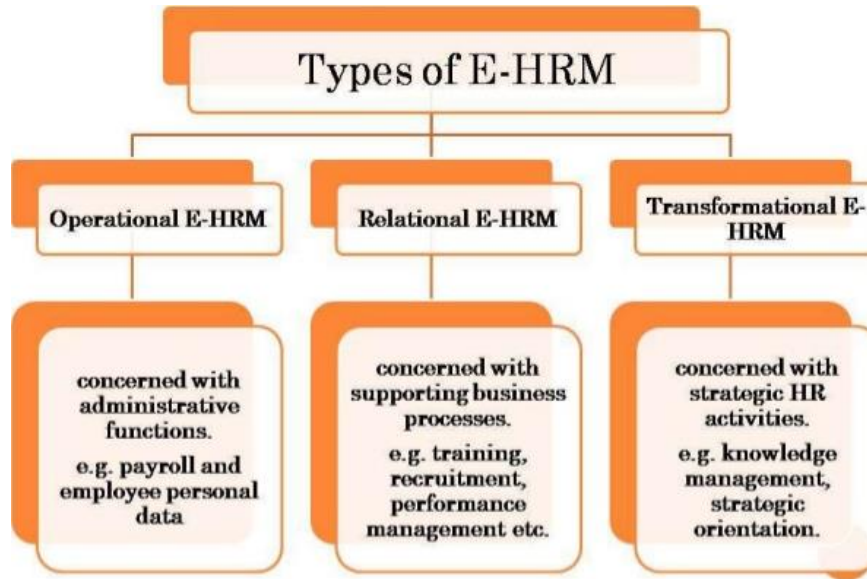 Types of E-HRM
Operational E-HRM
Relational E-HRM
Transformational E-
HRM
concerned with
administrative
functions.
e.g. payroll and
employee personal
data
concerned with
supporting business
processes.
e.g. training,
recruitment,
performance
management etc.
concerned with
strategic HR
activities.
e.g. knowledge
management,
strategic
orientation.